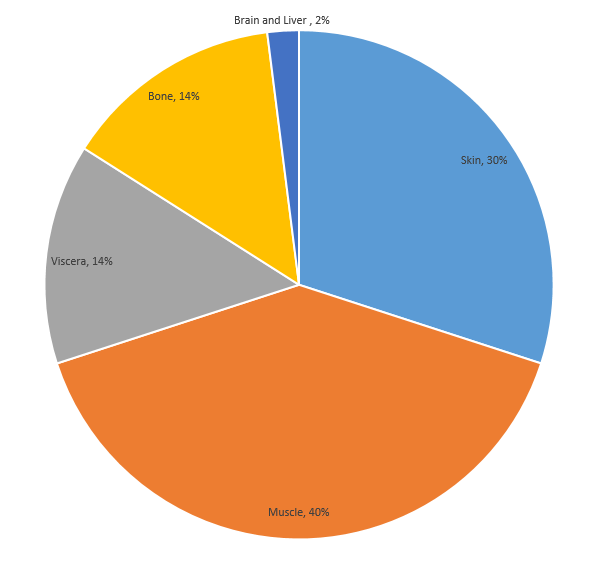 Brain and Liver , 2%
Bone, 14%
Skin, 30%
Viscera, 14%
Muscle, 40%